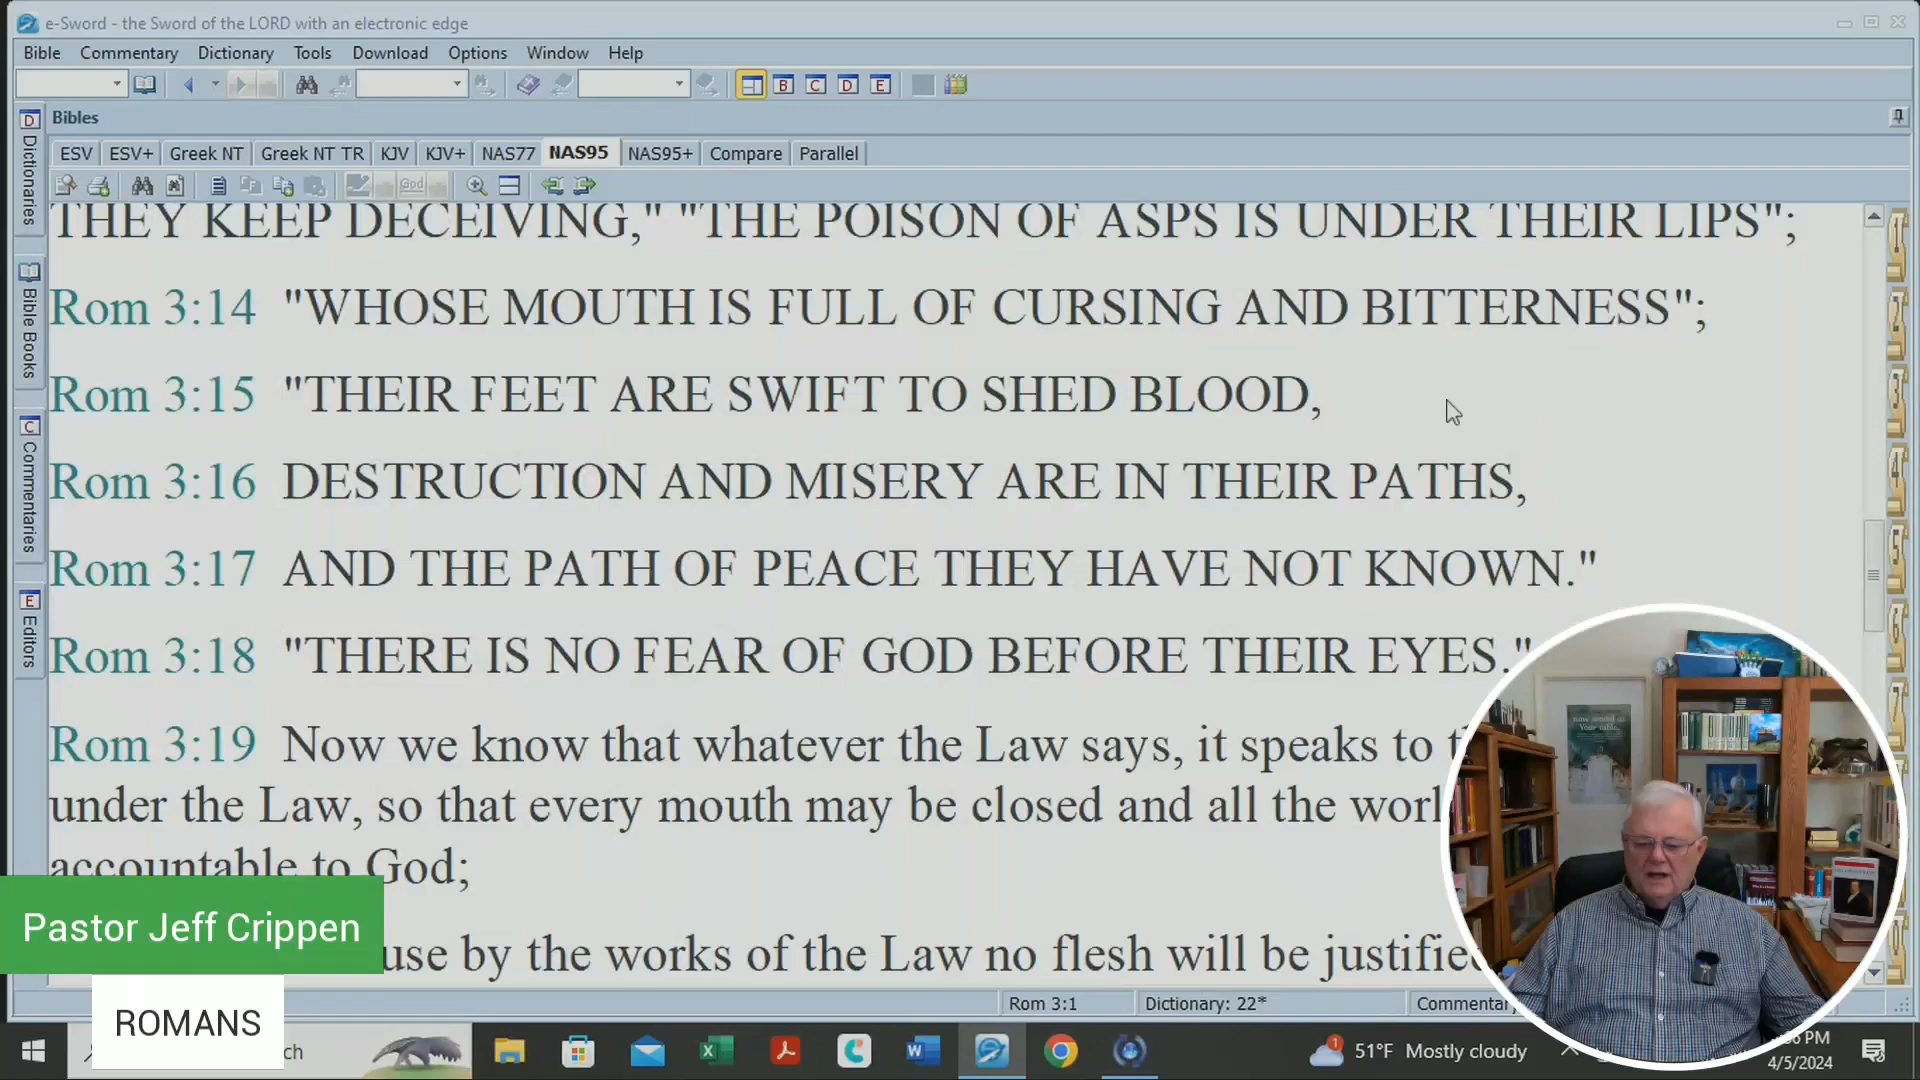 e-Sword - the Sword of the LORD with an electronic edge
Bible Commentary Dictionary Tools Download Options Window Help
B C D E
Bibles
ESV ESV+ Greek NT Greek NT TR KJV KJV+ NAS77 NAS95 NAS95+ Compare Parallel
God
D Dictionaries
Bible Books
C Commentaries
E Editors
THEY KEEP DECEIVING," "THE POISON OF ASPS IS UNDER THEIR LIPS";
Rom 3:14 "WHOSE MOUTH IS FULL OF CURSING AND BITTERNESS";
Rom 3:15 "THEIR FEET ARE SWIFT TO SHED BLOOD,
Rom 3:16 DESTRUCTION AND MISERY ARE IN THEIR PATHS,
Rom 3:17 AND THE PATH OF PEACE THEY HAVE NOT KNOWN."
Rom 3:18 "THERE IS NO FEAR OF GOD BEFORE THEIR EYES."
Rom 3:19 Now we know that whatever the Law says, it speaks to
under the Law, so that every mouth may be closed and all the
accountable to God;
use by the works of the Law no flesh will be
Pastor Jeff Crippen
ROMANS
Rom 3:1 Dictionary: 22*
51°F Mostly cloudy
PM
4/5/2024